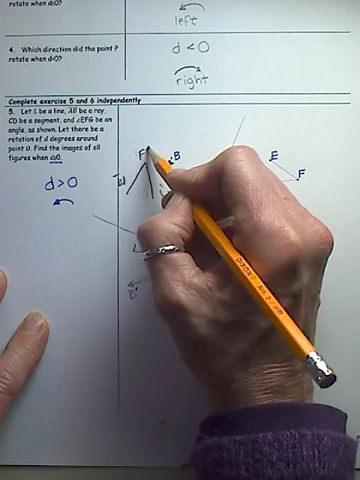 rotate when d>0?
left
4. Which direction did the point P
rotate when d<0?
d < 0
right
Complete exercise 5 and 6 independently
5. Let L be a line, AB be a ray,
CD be a segment, and ∠EFG be
an angle, as shown. Let there be a
rotation of d degrees around
point O. Find the images of all
figures when d>0.
d > 0
F
B
E
F
DIXON